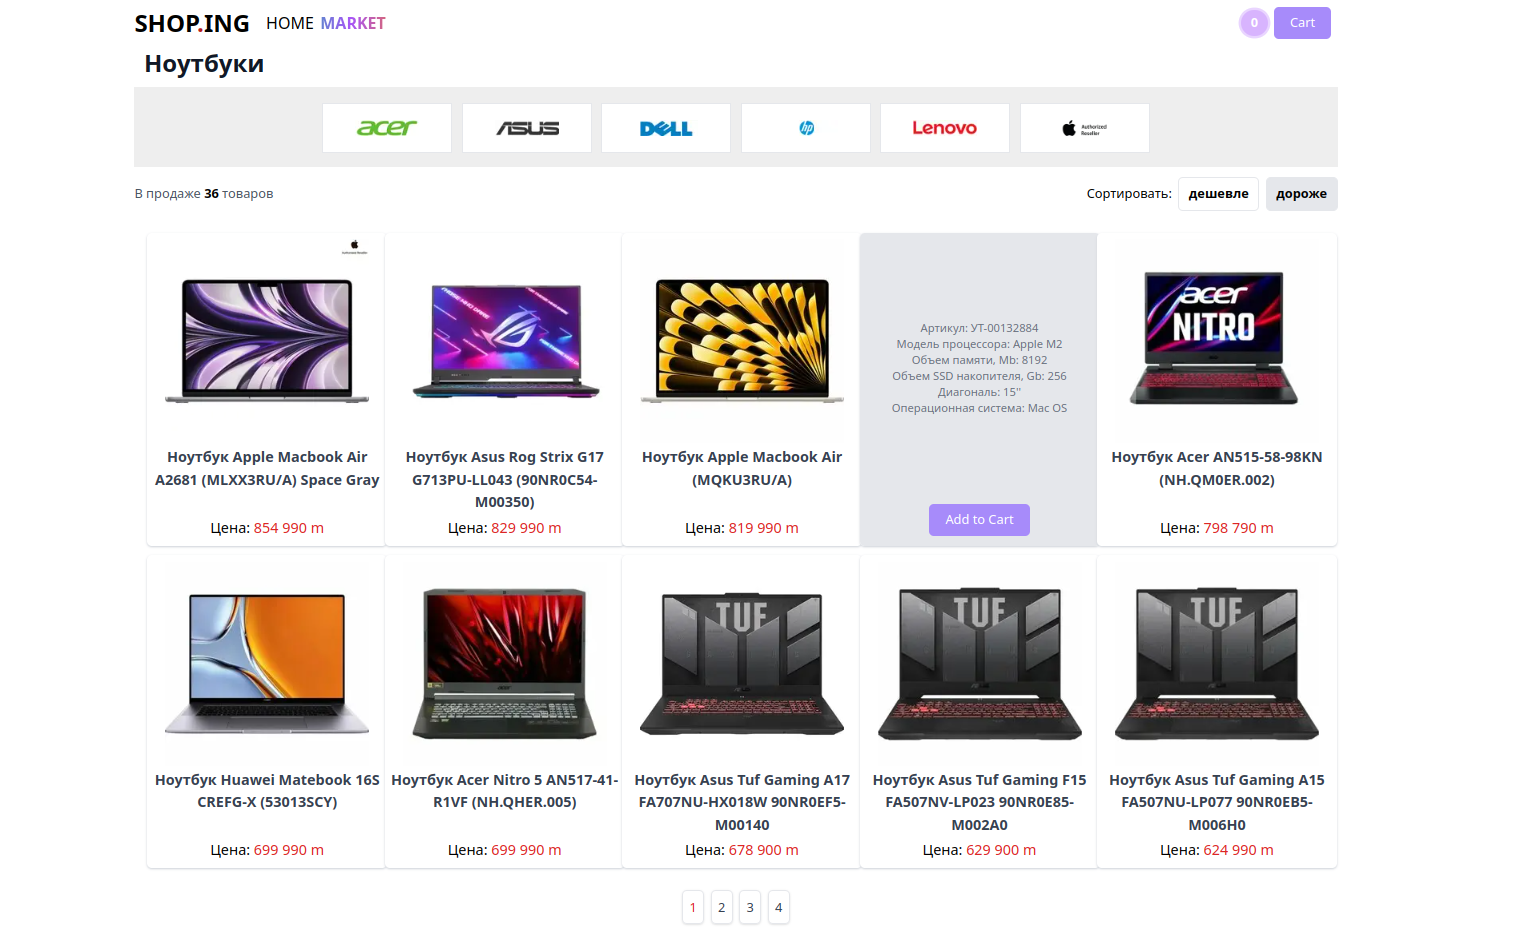 SHOP.ING HOME MARKET 0 Cart
Ноутбуки
acer ASUS DELL hp Lenovo Authorized
Reseller
В продаже 36 товаров Сортировать: дешевле дороже
Authorized Reseller
acer
NITRO
Артикул: УТ-00132884
Модель процессора: Apple M2
Объем памяти, Mb: 8192
Объем SSD накопителя, Gb: 256
Диагональ: 15''
Операционная система: Mac OS
Ноутбук Apple Macbook Air
A2681 (MLXX3RU/A) Space Gray
Цена: 854 990 m
Ноутбук Asus Rog Strix G17
G713PU-LL043 (90NR0C54-
M00350)
Цена: 829 990 m
Ноутбук Apple Macbook Air
(MQKU3RU/A)
Цена: 819 990 m
Add to Cart
Ноутбук Acer AN515-58-98KN
(NH.QM0ER.002)
Цена: 798 790 m
TUF
TUF
TUF
Ноутбук Huawei Matebook 16S
CREFG-X (53013SCY)
Цена: 699 990 m
Ноутбук Acer Nitro 5 AN517-41-
R1VF (NH.QHER.005)
Цена: 699 990 m
Ноутбук Asus Tuf Gaming A17
FA707NU-HX018W 90NR0EF5-
M00140
Цена: 678 900 m
Ноутбук Asus Tuf Gaming F15
FA507NV-LP023 90NR0E85-
M002A0
Цена: 629 900 m
Ноутбук Asus Tuf Gaming A15
FA507NU-LP077 90NR0EB5-
M006H0
Цена: 624 990 m
1 2 3 4